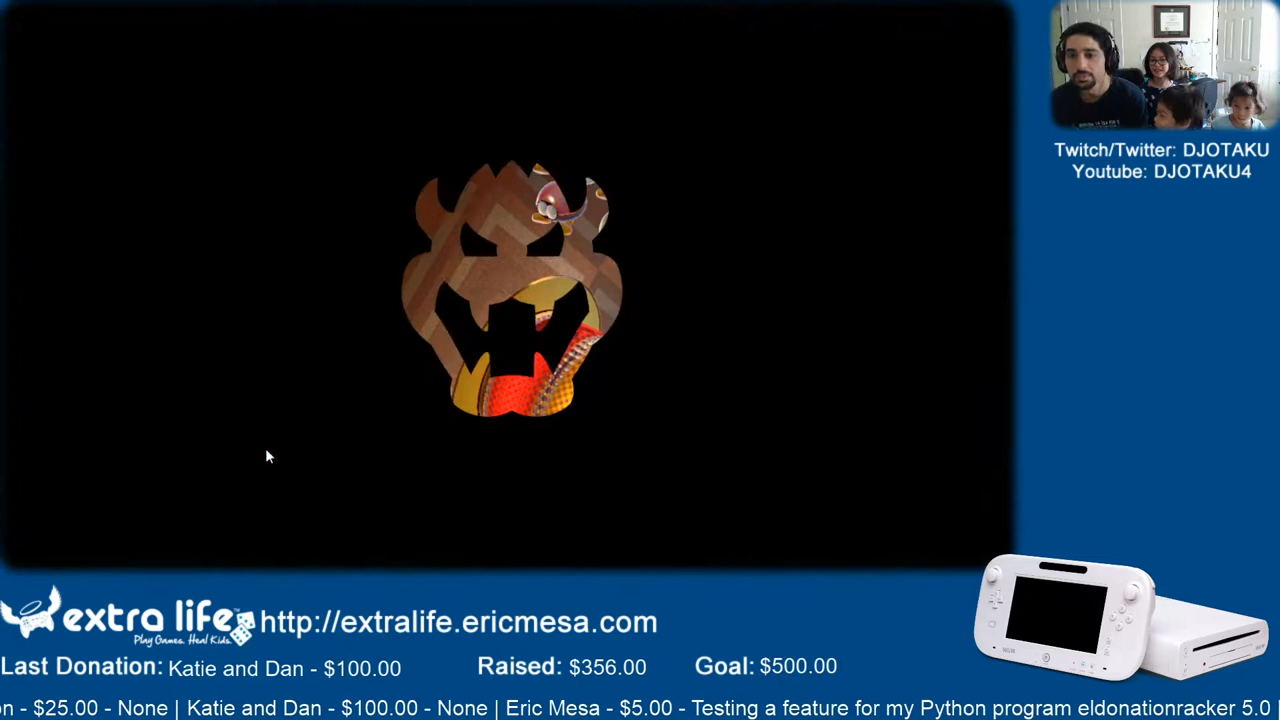 Twitch/Twitter: DJOTAKU
Youtube: DJOTAKU4
extra life
Play Games. Heal Kids.
http://extralife.ericmesa.com
Last Donation: Katie and Dan - $100.00
Raised: $356.00
Goal: $500.00
on - $25.00 - None | Katie and Dan - $100.00 - None | Eric Mesa - $5.00 - Testing a feature for my Python program eldonationracker 5.0